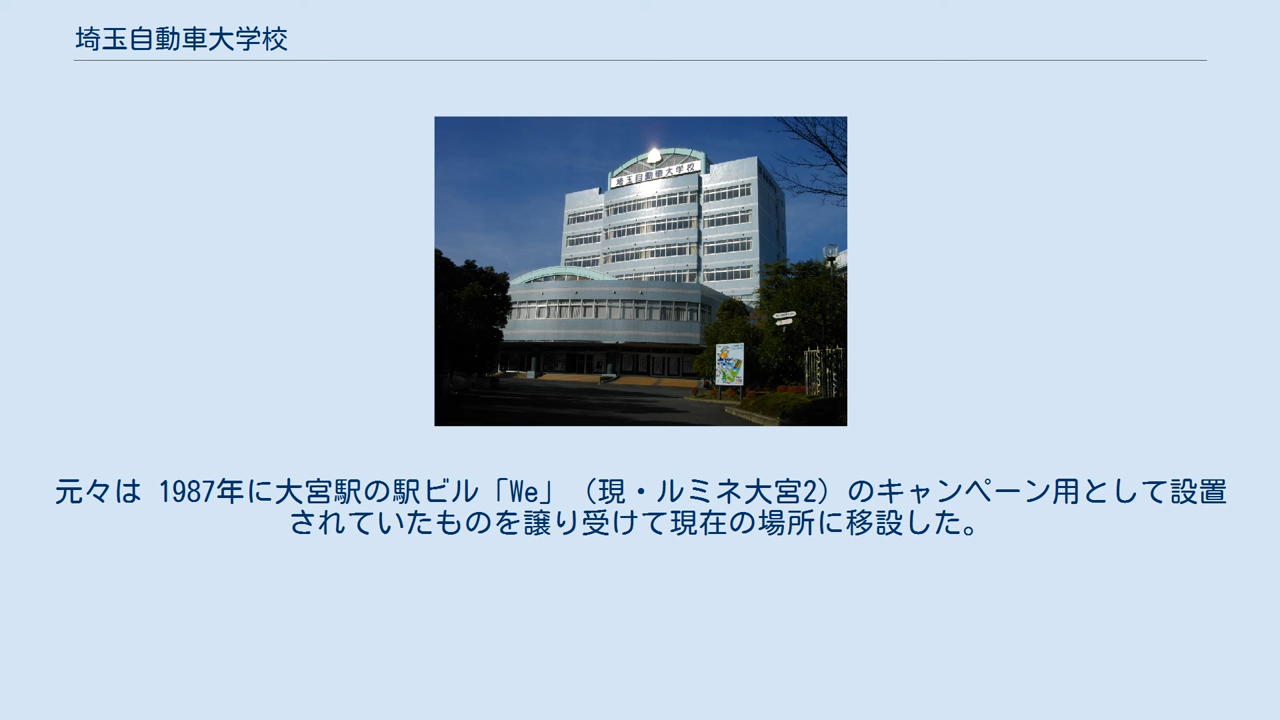 埼玉自動車大学校
埼玉自動車大学校
元々は 1987年に大宮駅の駅ビル「We」（現・ルミネ大宮2）のキャンペーン用として設置
されていたものを譲り受けて現在の場所に移設した。